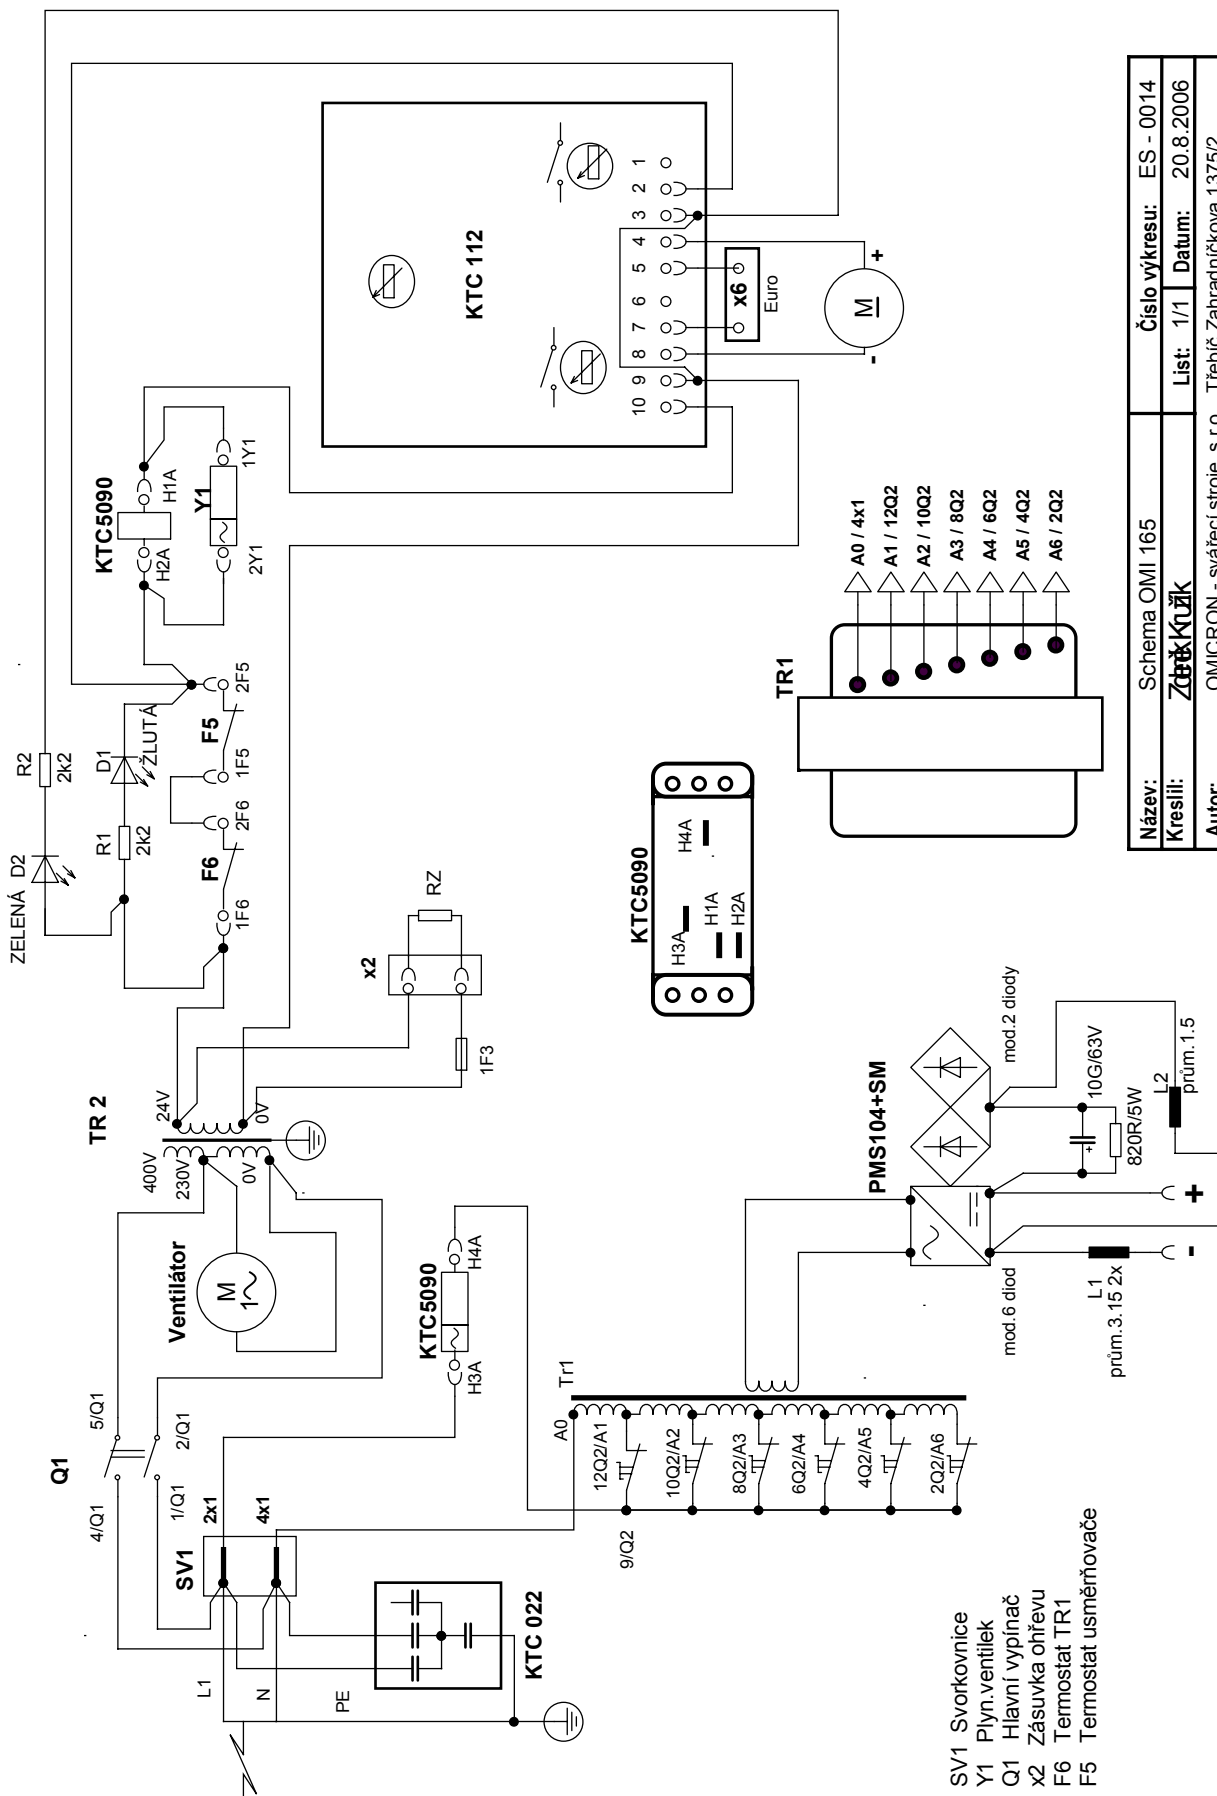 Q1
4/Q1
5/Q1
1/Q1
2/Q1
SV1
2x1
4x1
L1
N
PE
KTC 022
Ventilátor
M
1
TR 2
400V
230V
0V
24V
0V
ZELENÁ D2
R2
2k2
R1
2k2
D1
ŽLUTÁ
F6
1F6
2F6
F5
1F5
2F5
KTC5090
H2A
H1A
Y1
2Y1
1Y1
x2
RZ
1F3
KTC5090
H3A
H4A
KTC 112
10 9 8 7 6 5 4 3 2 1
x6
Euro
M
-
+
A0
Tr1
12Q2/A1
10Q2/A2
8Q2/A3
6Q2/A4
4Q2/A5
2Q2/A6
9/Q2
PMS104+SM
mod.6 diod
mod.2 diody
10G/63V
+
820R/5W
L1
prům.3.15 2x
L2
prům.1.5
-
+
KTC5090
H3A
H4A
H1A
H2A
TR1
A0 / 4x1
A1 / 12Q2
A2 / 10Q2
A3 / 8Q2
A4 / 6Q2
A5 / 4Q2
A6 / 2Q2
SV1 Svorkovnice
Y1 Plyn.ventilek
Q1 Hlavní vypínač
x2 Zásuvka ohřevu
F6 Termostat TR1
F5 Termostat usměrňovače
Název: Schema OMI 165 Číslo výkresu: ES - 0014
Kreslil: List: 1/1 Datum: 20.8.2006
Autor: OMICRON - svářecí stroje, s.r.o. Třebíč Zahradníčkova 1375/2